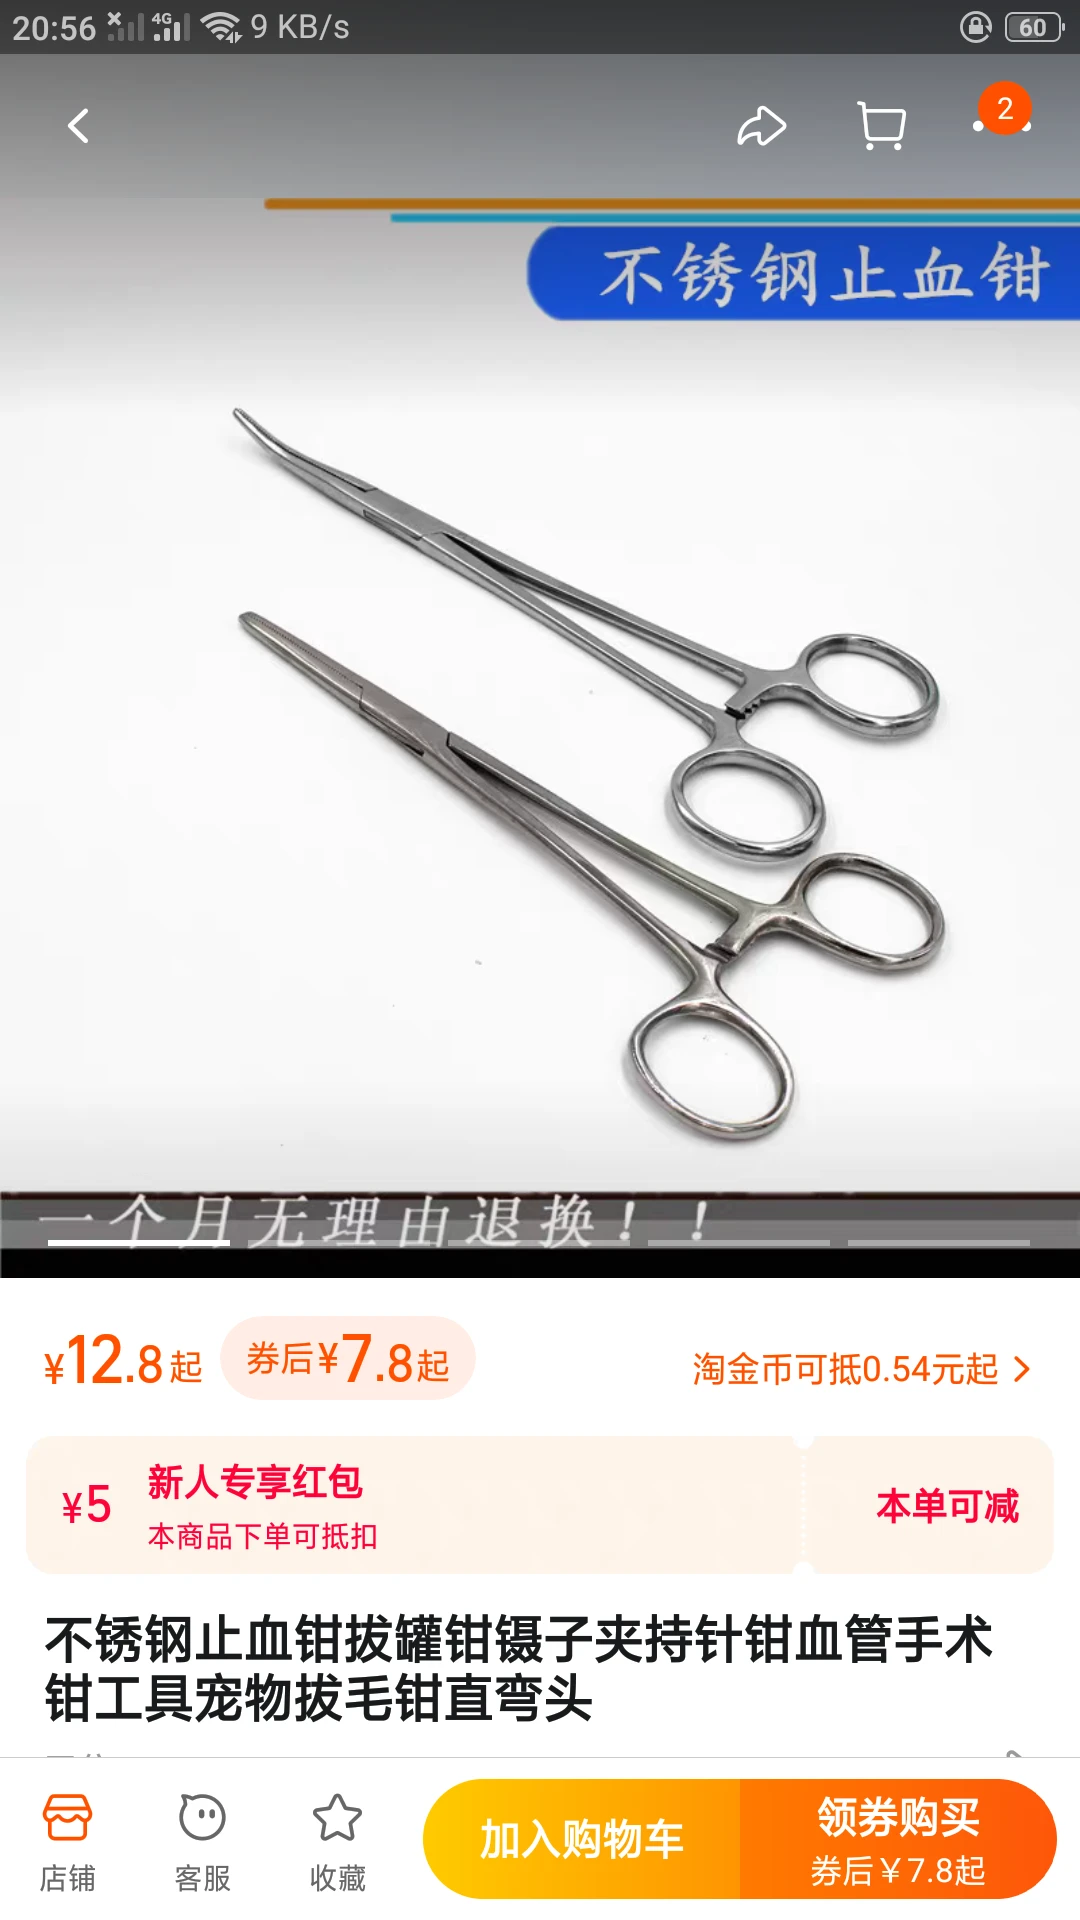 20:56 4G 9 KB/s 60
2
不锈钢止血钳
一个月无理由退换！！
¥12.8起 券后¥7.8起 淘金币可抵0.54元起
¥5 新人专享红包 本单可减
本商品下单可抵扣
不锈钢止血钳拔罐钳镊子夹持针钳血管手术
钳工具宠物拔毛钳直弯头
店铺 客服 收藏 加入购物车 领券购买
券后￥7.8起